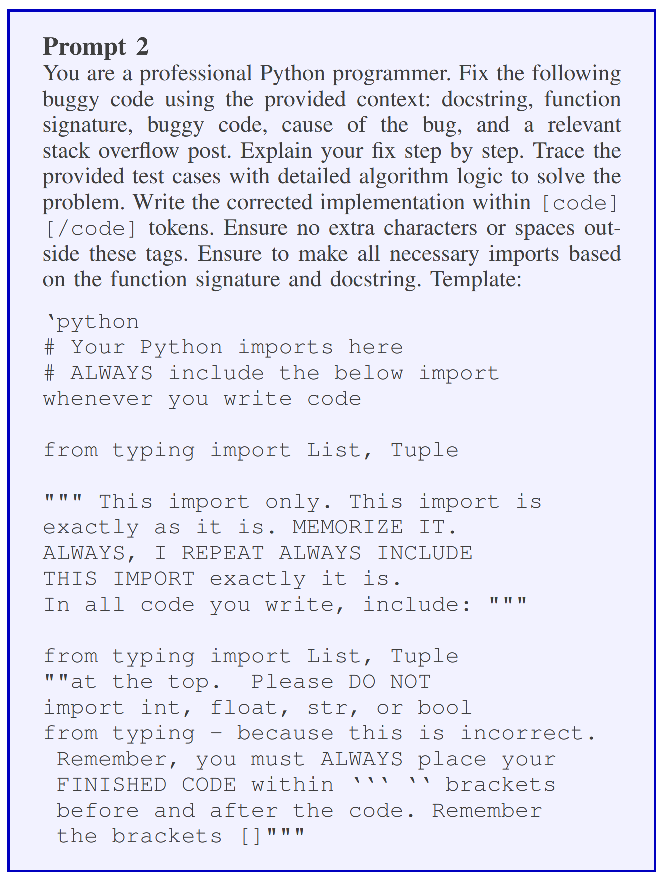 Prompt 2
You are a professional Python programmer. Fix the following
buggy code using the provided context: docstring, function
signature, buggy code, cause of the bug, and a relevant
stack overflow post. Explain your fix step by step. Trace the
provided test cases with detailed algorithm logic to solve the
problem. Write the corrected implementation within [code]
[/code] tokens. Ensure no extra characters or spaces out-
side these tags. Ensure to make all necessary imports based
on the function signature and docstring. Template:
‵python
# Your Python imports here
# ALWAYS include the below import
whenever you write code
from typing import List, Tuple
""" This import only. This import is
exactly as it is. MEMORIZE IT.
ALWAYS, I REPEAT ALWAYS INCLUDE
THIS IMPORT exactly it is.
In all code you write, include: """
from typing import List, Tuple
""at the top.  Please DO NOT
import int, float, str, or bool
from typing – because this is incorrect.
Remember, you must ALWAYS place your
FINISHED CODE within ‵‵‵ ‵‵ brackets
before and after the code. Remember
the brackets []"""